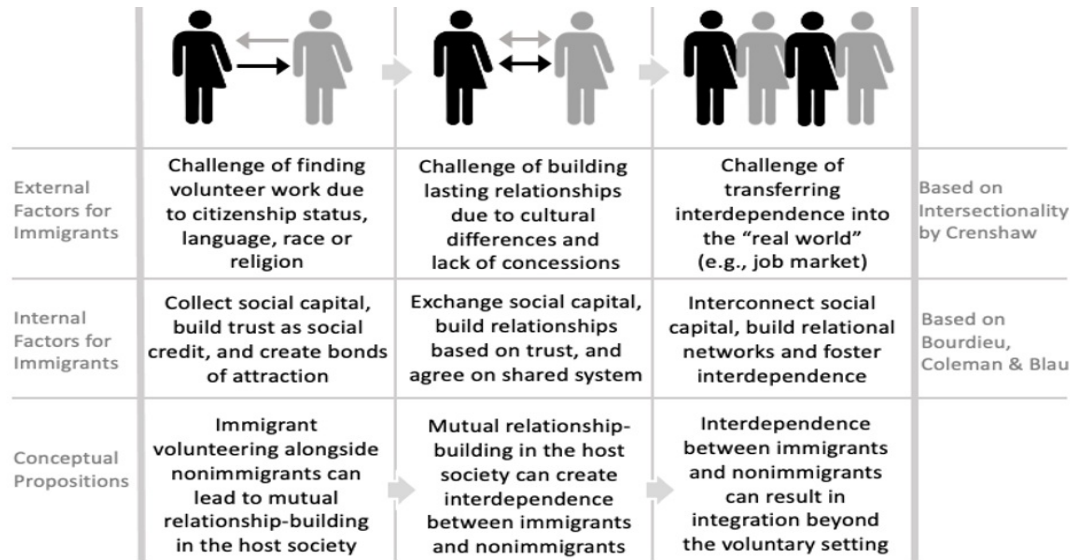 External
Factors for
Immigrants
Challenge of finding
volunteer work due
to citizenship status,
language, race or
religion
Challenge of building
lasting relationships
due to cultural
differences and
lack of concessions
Challenge of
transferring
interdependence into
the “real world”
(e.g., job market)
Based on
Intersectionality
by Crenshaw
Internal
Factors for
Immigrants
Collect social capital,
build trust as social
credit, and create bonds
of attraction
Exchange social capital,
build relationships
based on trust, and
agree on shared system
Interconnect social
capital, build relational
networks and foster
interdependence
Based on
Bourdieu,
Coleman & Blau
Conceptual
Propositions
Immigrant
volunteering alongside
nonimmigrants can
lead to mutual
relationship-building
in the host society
Mutual relationship-
building in the host
society can create
interdependence
between immigrants
and nonimmigrants
Interdependence
between immigrants
and nonimmigrants
can result in
integration beyond
the voluntary setting